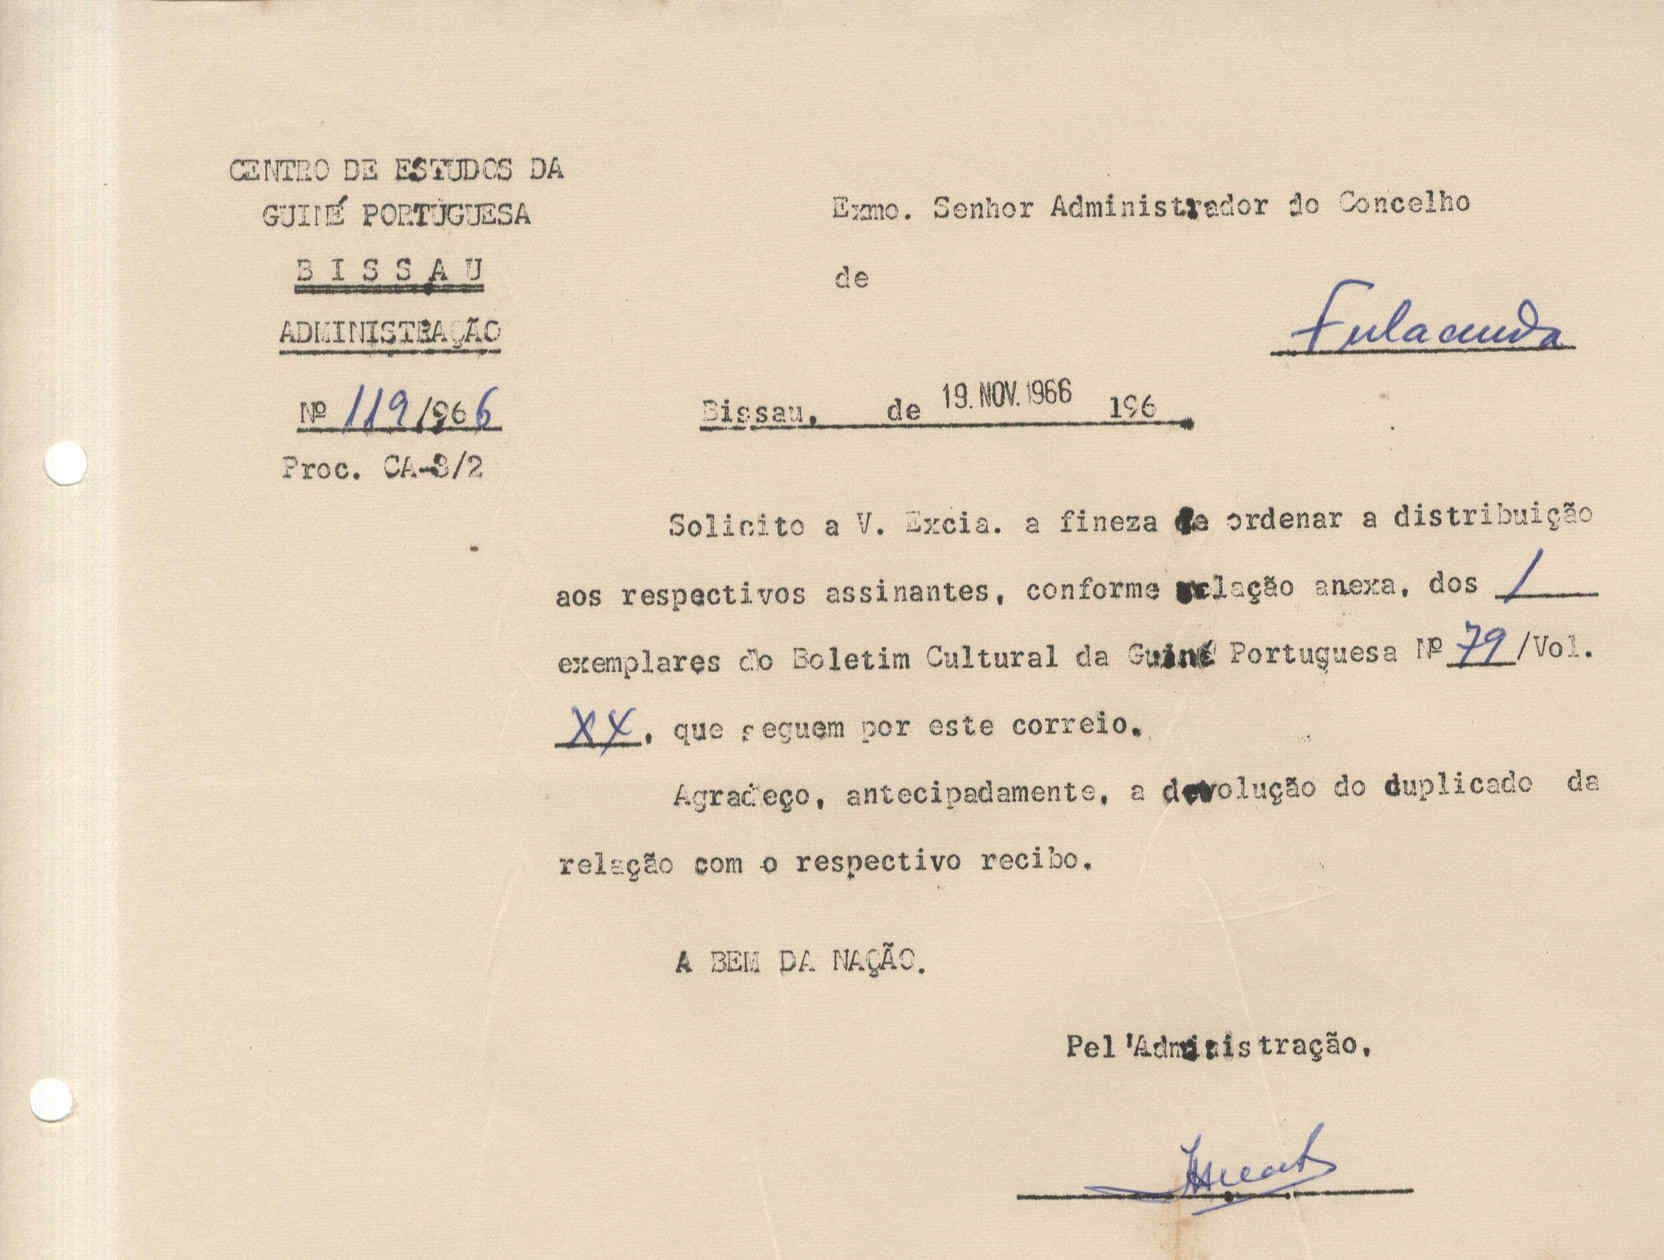 CENTRO DE ESTUDOS DA
GUINÉ PORTUGUESA
BISSAU
ADMINISTRAÇÃO
Nº 119/966
Proc. CA-8/2
Exmo. Senhor Administrador do Concelho
de
Fulacunda
Bissau, de 19. NOV. 1966 196
Solicito a V. Excia. a fineza de ordenar a distribuição
aos respectivos assinantes, conforme relação anexa, dos 1
exemplares do Boletim Cultural da Guiné Portuguesa Nº 79/Vol.
XX, que seguem por este correio.
Agradeço, antecipadamente, a devolução do duplicado da
relação com o respectivo recibo.
A BEM DA NAÇÃO.
Pel'Administração,